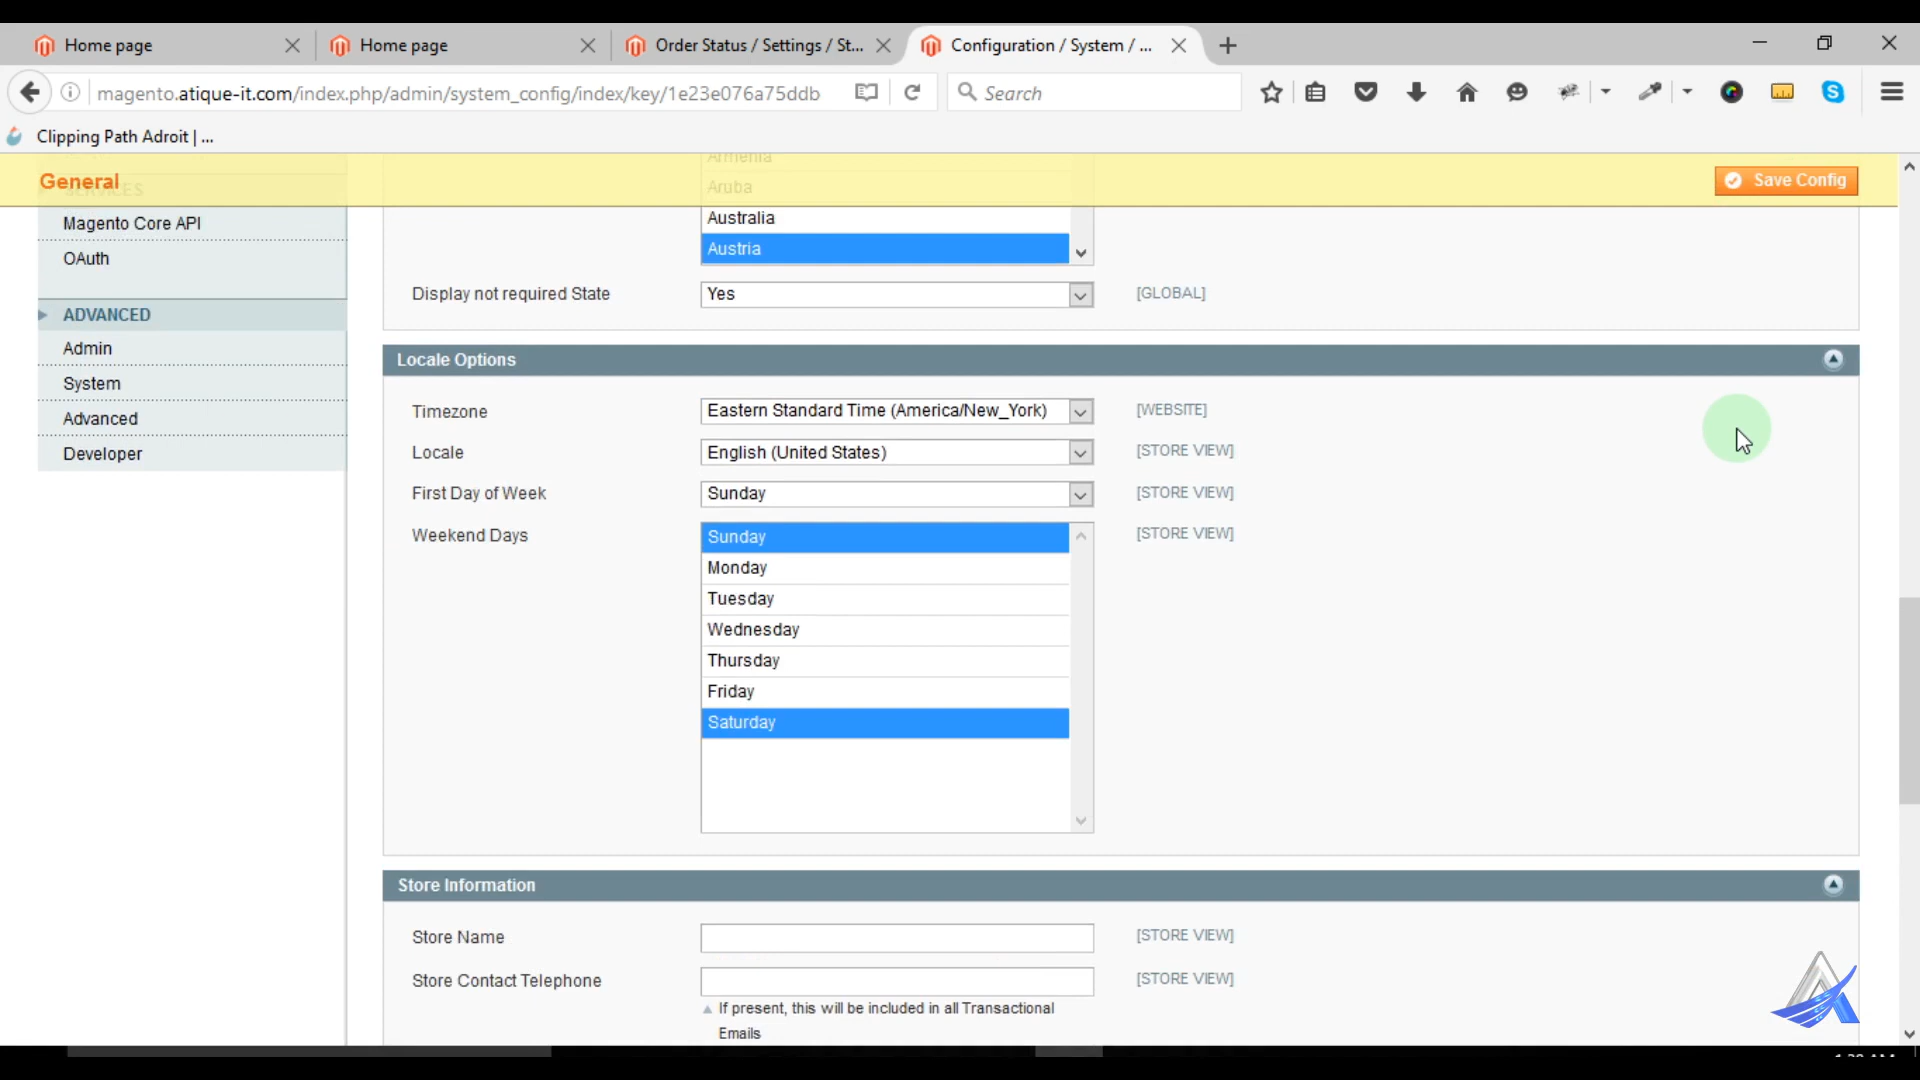 Home page
Home page
Order Status / Settings / St...
Configuration / System / ...
magento.atique-it.com/index.php/admin/system_config/index/key/1e23e076a75ddb
Search
Clipping Path Adroit | ...
General
Save Config
SERVICES
Magento Core API
OAuth
ADVANCED
Admin
System
Advanced
Developer
Armenia
Aruba
Australia
Austria
Display not required State
Yes
[GLOBAL]
Locale Options
Timezone
Eastern Standard Time (America/New_York)
[WEBSITE]
Locale
English (United States)
[STORE VIEW]
First Day of Week
Sunday
[STORE VIEW]
Weekend Days
Sunday
Monday
Tuesday
Wednesday
Thursday
Friday
Saturday
[STORE VIEW]
Store Information
Store Name
[STORE VIEW]
Store Contact Telephone
[STORE VIEW]
If present, this will be included in all Transactional
Emails